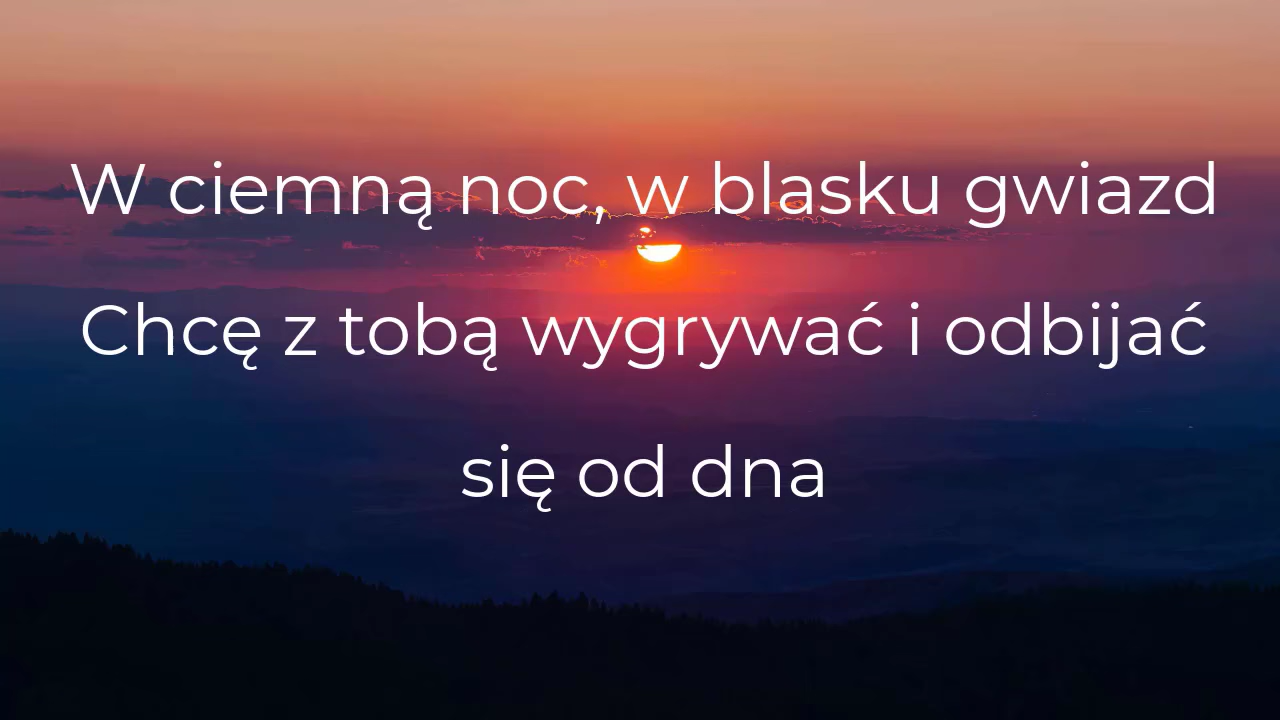 W ciemną noc, w blasku gwiazd
Chcę z tobą wygrywać i odbijać
się od dna